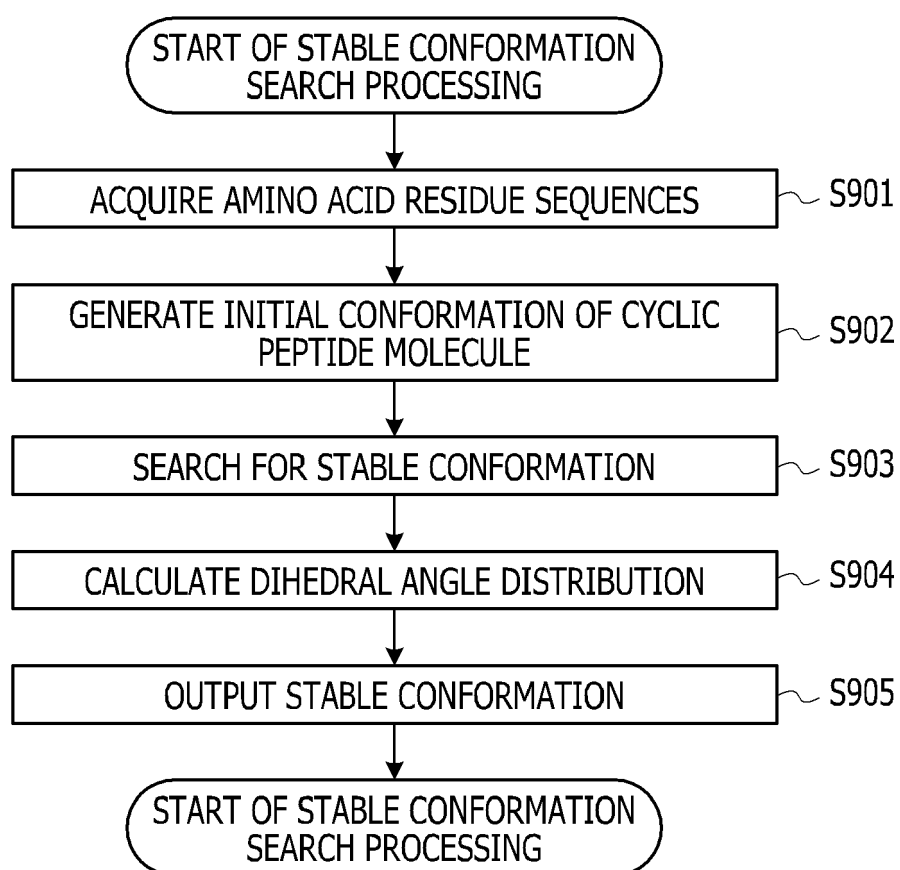 START OF STABLE CONFORMATION
SEARCH PROCESSING
ACQUIRE AMINO ACID RESIDUE SEQUENCES
S901
GENERATE INITIAL CONFORMATION OF CYCLIC
PEPTIDE MOLECULE
S902
SEARCH FOR STABLE CONFORMATION
S903
CALCULATE DIHEDRAL ANGLE DISTRIBUTION
S904
OUTPUT STABLE CONFORMATION
S905
START OF STABLE CONFORMATION
SEARCH PROCESSING